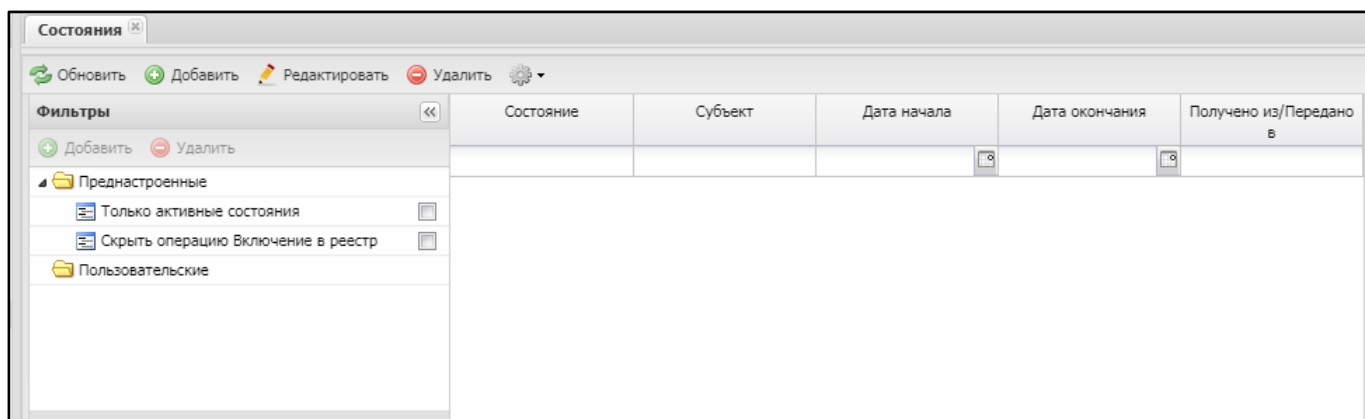 Состояния
Обновить Добавить Редактировать Удалить
Фильтры
Состояние Субъект Дата начала Дата окончания Получено из/Передано
в
Добавить Удалить
Преднастроенные
Только активные состояния
Скрыть операцию Включение в реестр
Пользовательские